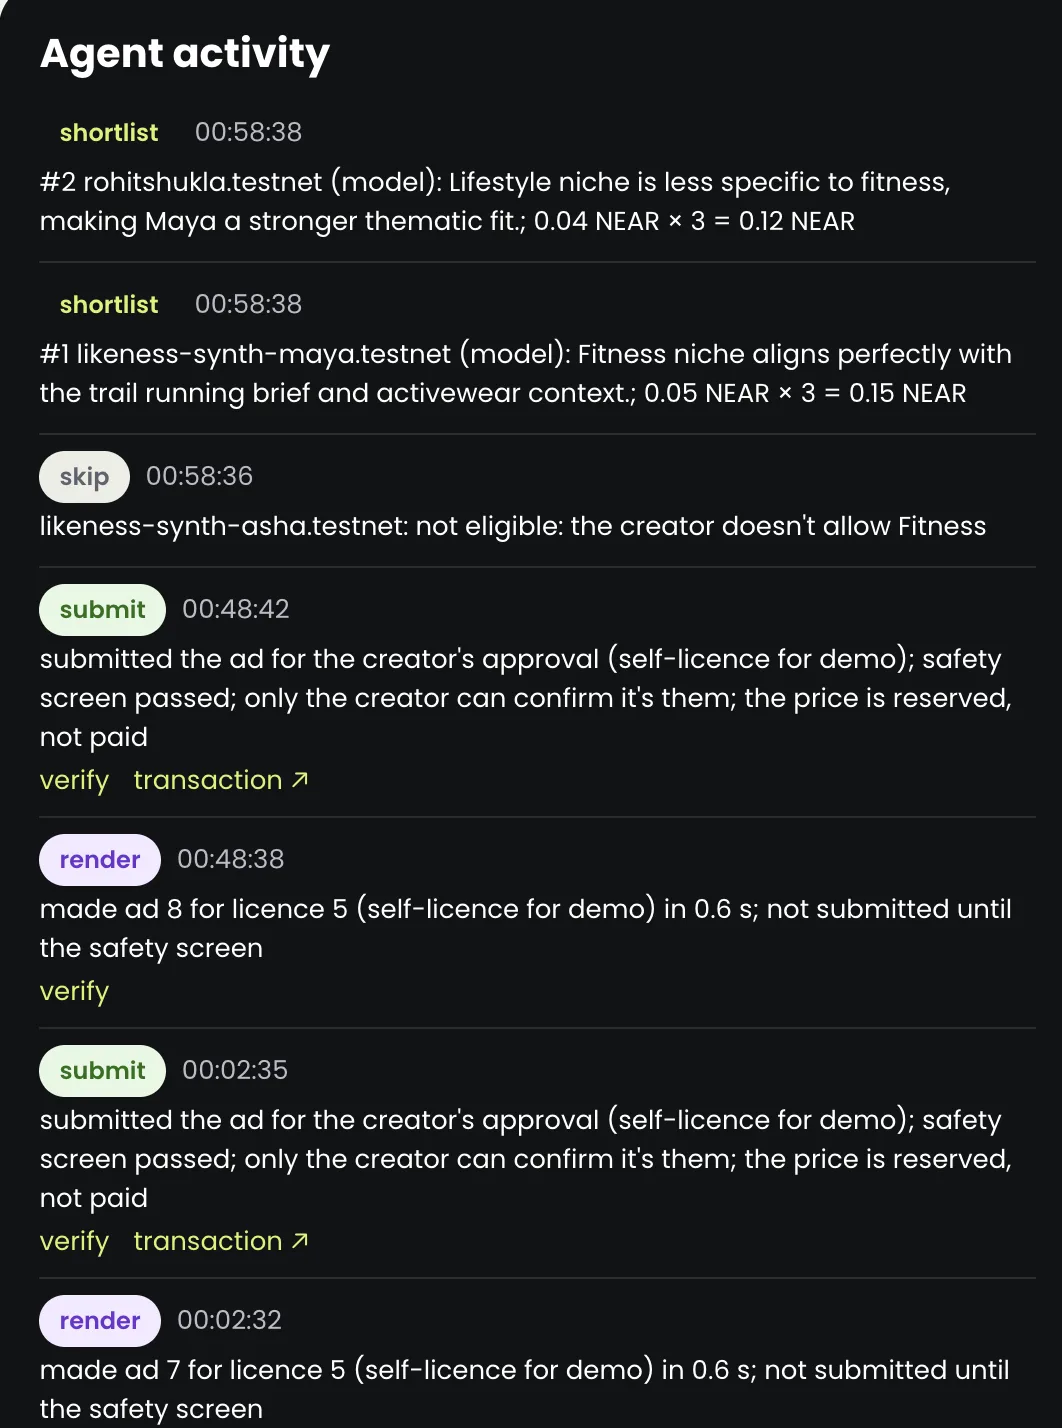 Agent activity
shortlist 00:58:38
#2 rohitshukla.testnet (model): Lifestyle niche is less specific to fitness,
making Maya a stronger thematic fit.; 0.04 NEAR × 3 = 0.12 NEAR
shortlist 00:58:38
#1 likeness-synth-maya.testnet (model): Fitness niche aligns perfectly with
the trail running brief and activewear context.; 0.05 NEAR × 3 = 0.15 NEAR
skip 00:58:36
likeness-synth-asha.testnet: not eligible: the creator doesn't allow Fitness
submit 00:48:42
submitted the ad for the creator's approval (self-licence for demo); safety
screen passed; only the creator can confirm it's them; the price is reserved,
not paid
verify transaction ↗
render 00:48:38
made ad 8 for licence 5 (self-licence for demo) in 0.6 s; not submitted until
the safety screen
verify
submit 00:02:35
submitted the ad for the creator's approval (self-licence for demo); safety
screen passed; only the creator can confirm it's them; the price is reserved,
not paid
verify transaction ↗
render 00:02:32
made ad 7 for licence 5 (self-licence for demo) in 0.6 s; not submitted until
the safety screen